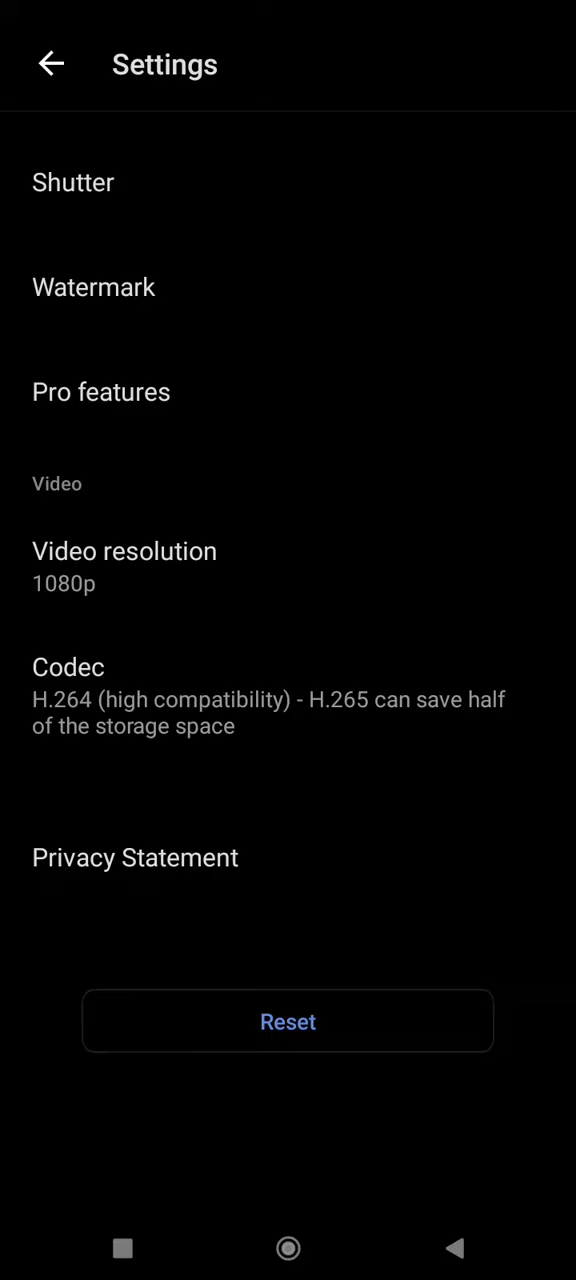 Settings
Shutter
Watermark
Pro features
Video
Video resolution
1080p
Codec
H.264 (high compatibility) - H.265 can save half
of the storage space
Privacy Statement
Reset